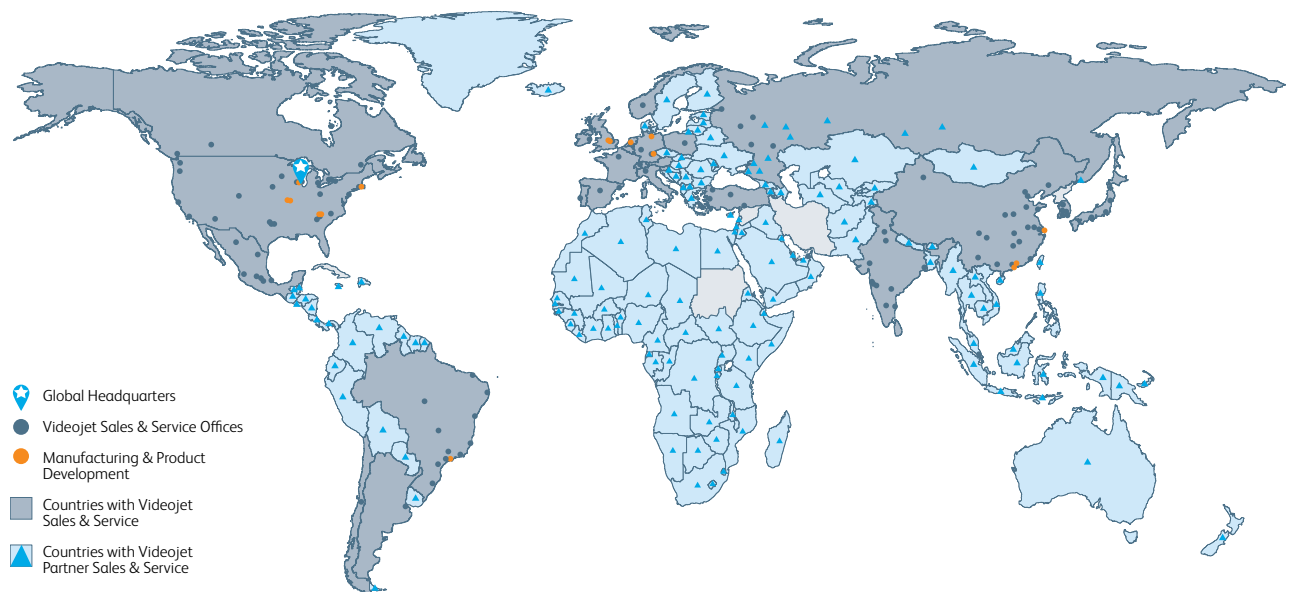 Global Headquarters
Videojet Sales & Service Offices
Manufacturing & Product
Development
Countries with Videojet
Sales & Service
Countries with Videojet
Partner Sales & Service